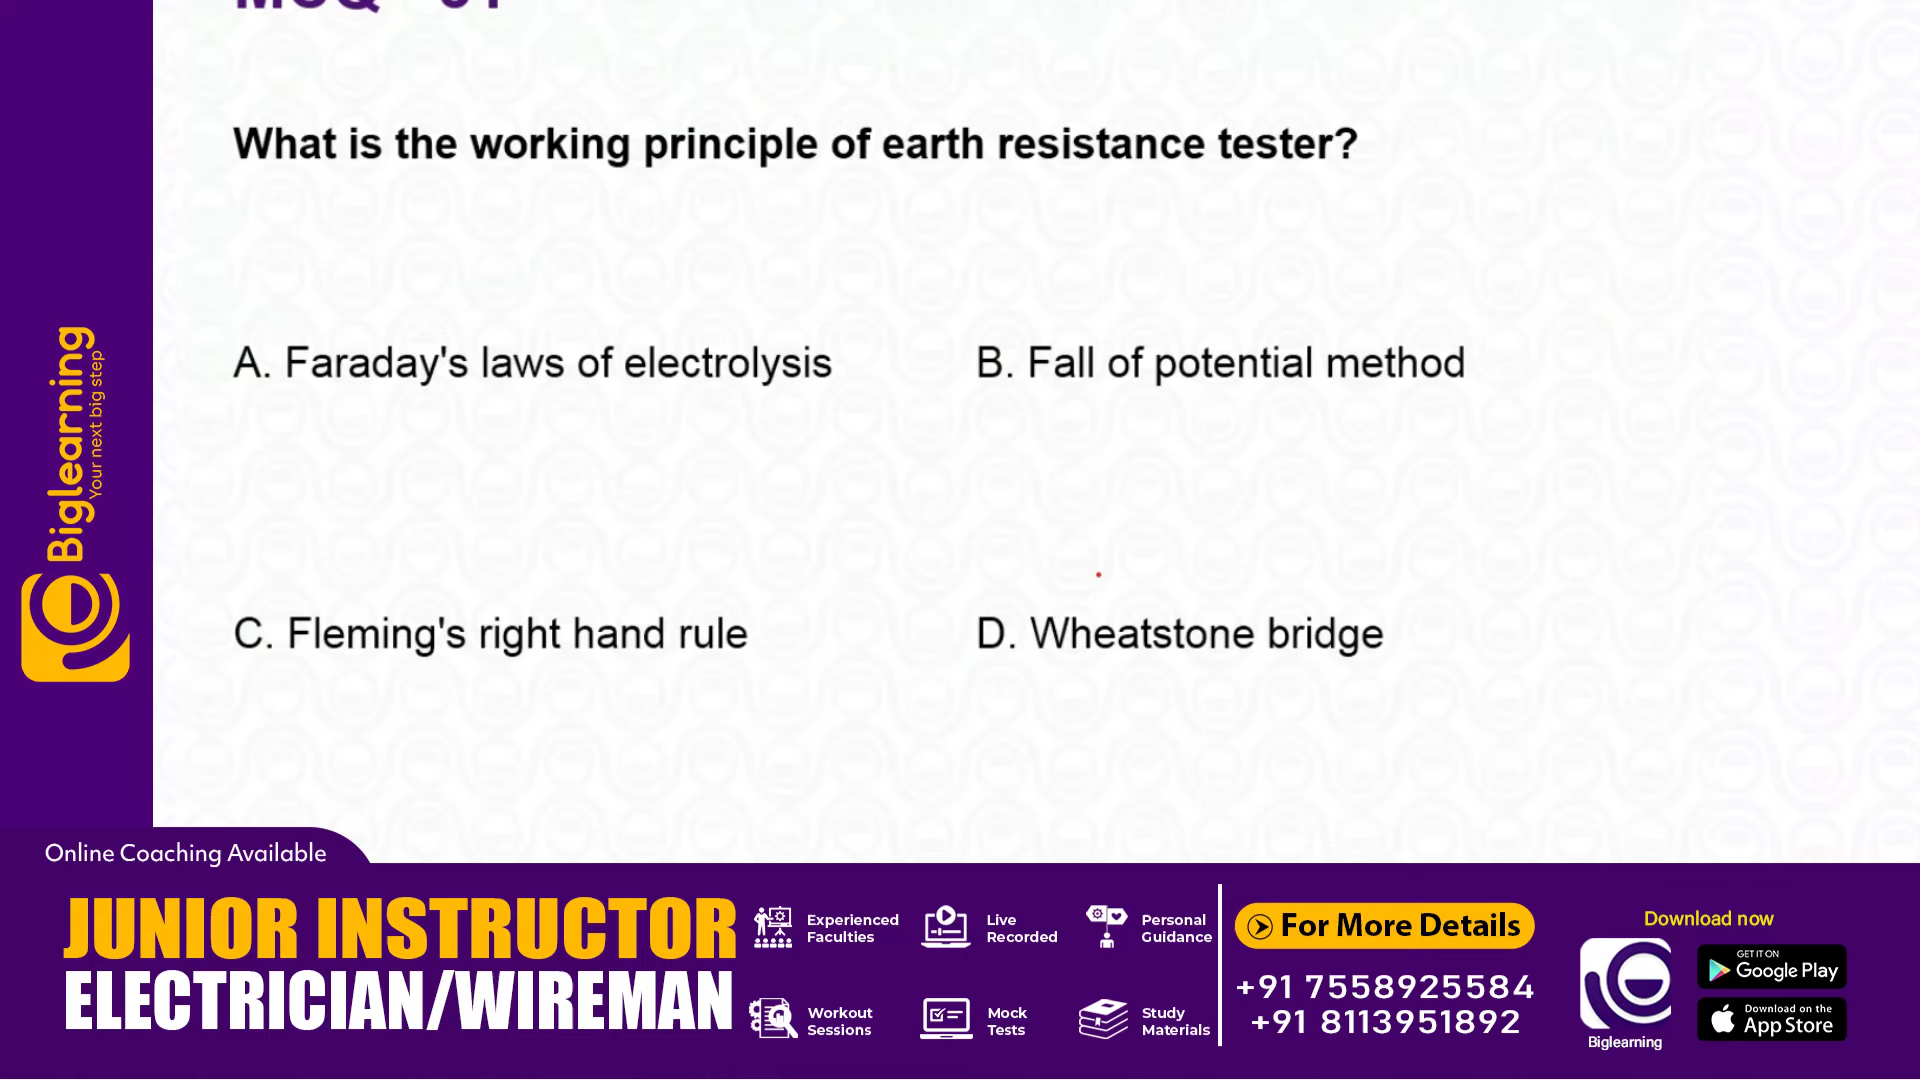 What is the working principle of earth resistance tester?
A. Faraday's laws of electrolysis
B. Fall of potential method
C. Fleming's right hand rule
D. Wheatstone bridge
Biglearning
Your next big step
Online Coaching Available
JUNIOR INSTRUCTOR
ELECTRICIAN/WIREMAN
Experienced
Faculties
Live
Recorded
Personal
Guidance
Workout
Sessions
Mock
Tests
Study
Materials
For More Details
+91 7558925584
+91 8113951892
Download now
Biglearning
GET IT ON
Google Play
Download on the
App Store